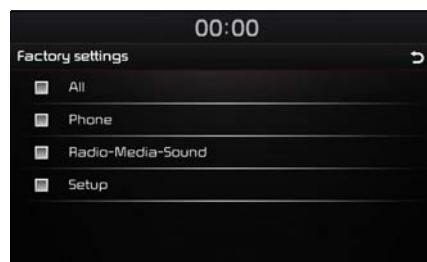 00:00
Factory settings
All
Phone
Radio-Media-Sound
Setup